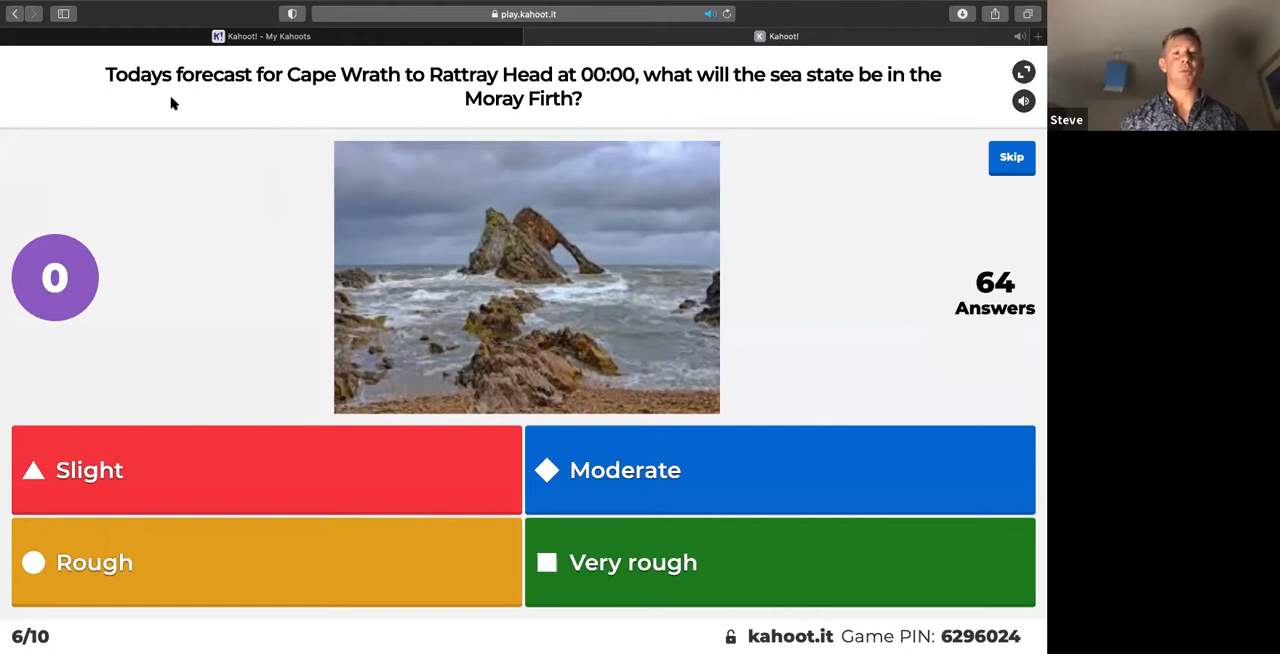 play.kahoot.it
K! Kahoot! - My Kahoots
K Kahoot!
Todays forecast for Cape Wrath to Rattray Head at 00:00, what will the sea state be in the
Moray Firth?
Steve
Skip
0
64
Answers
Slight
Moderate
Rough
Very rough
6/10
kahoot.it Game PIN: 6296024